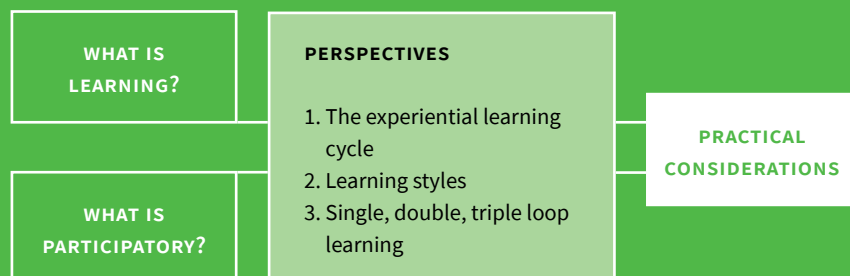 WHAT IS
LEARNING?
WHAT IS
PARTICIPATORY?
PERSPECTIVES
1. The experiential learning
cycle
2. Learning styles
3. Single, double, triple loop
learning
PRACTICAL
CONSIDERATIONS